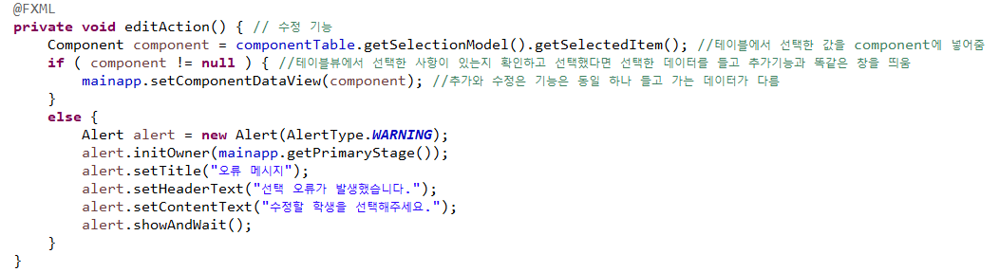 @FXML
private void editAction() { // 수정 기능
    Component component = componentTable.getSelectionModel().getSelectedItem(); //테이블에서 선택한 값을 component에 넣어줌
    if ( component != null ) { //테이블뷰에서 선택한 사항이 있는지 확인하고 선택했다면 선택한 데이터를 들고 추가기능과 똑같은 창을 띄움
        mainapp.setComponentDataView(component); //추가와 수정은 기능은 동일 하나 들고 가는 데이터가 다름
    }
    else {
        Alert alert = new Alert(AlertType.WARNING);
        alert.initOwner(mainapp.getPrimaryStage());
        alert.setTitle("오류 메시지");
        alert.setHeaderText("선택 오류가 발생했습니다.");
        alert.setContentText("수정할 학생을 선택해주세요.");
        alert.showAndWait();
    }
}